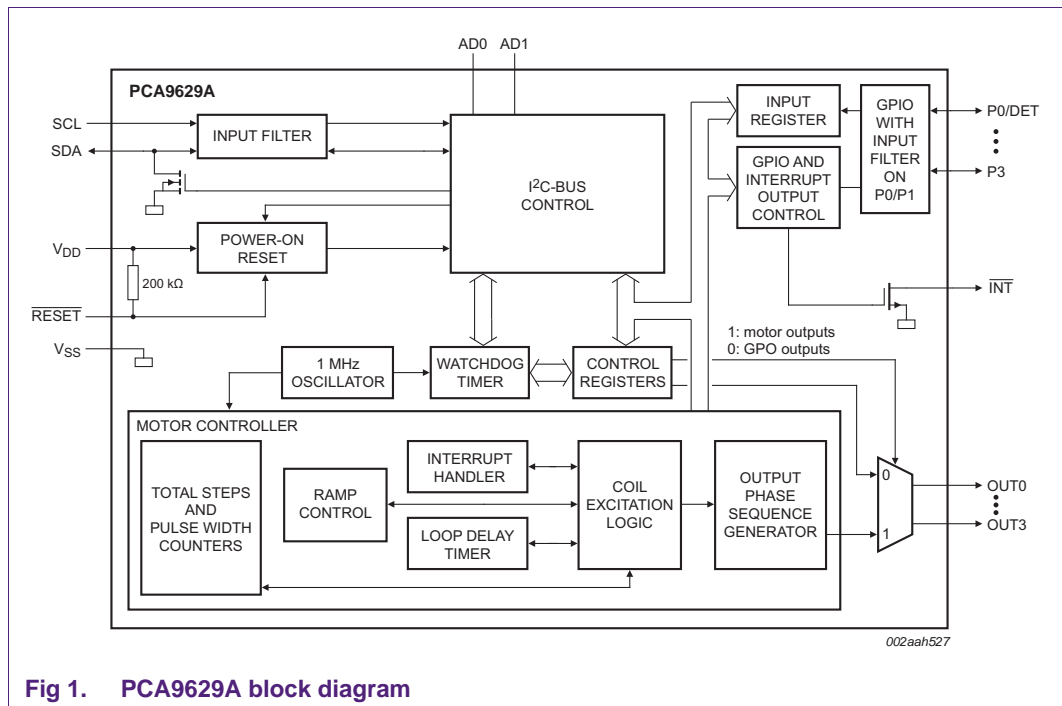 AD0 AD1
PCA9629A
SCL
SDA
INPUT FILTER
I2C-BUS
CONTROL
INPUT
REGISTER
GPIO
WITH
INPUT
FILTER
ON
P0/P1
P0/DET
P3
GPIO AND
INTERRUPT
OUTPUT
CONTROL
VDD
POWER-ON
RESET
200 kΩ
RESET
INT
VSS
1: motor outputs
0: GPO outputs
1 MHz
OSCILLATOR
WATCHDOG
TIMER
CONTROL
REGISTERS
MOTOR CONTROLLER
TOTAL STEPS
AND
PULSE WIDTH
COUNTERS
RAMP
CONTROL
INTERRUPT
HANDLER
LOOP DELAY
TIMER
COIL
EXCITATION
LOGIC
OUTPUT
PHASE
SEQUENCE
GENERATOR
0
1
OUT0
OUT3
002aah527
Fig 1. PCA9629A block diagram